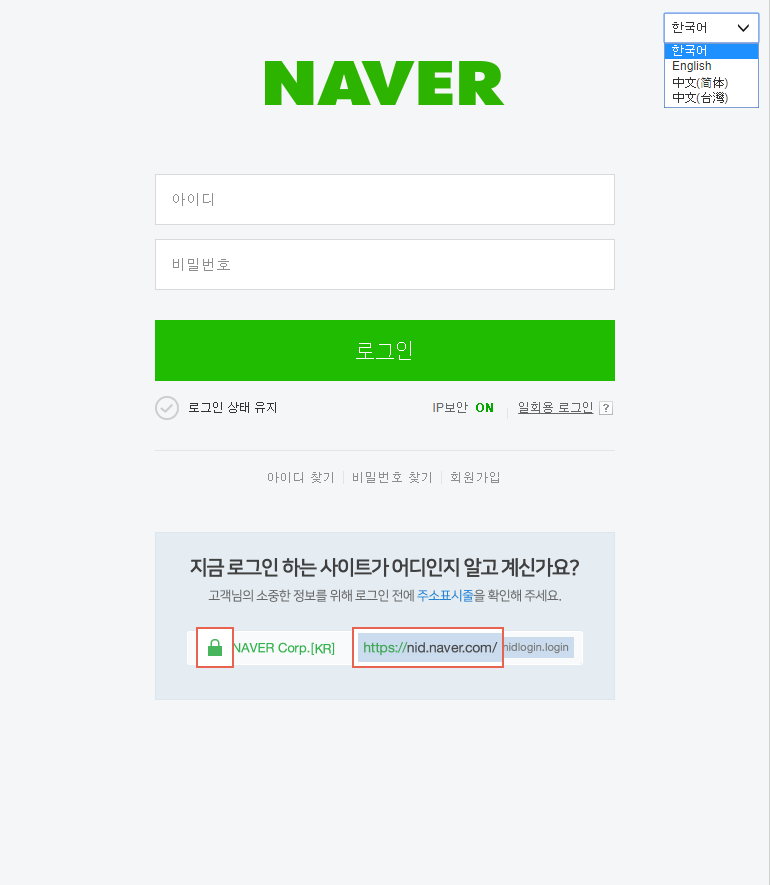 한국어
한국어
English
中文(简体)
中文(台灣)
NAVER
아이디
비밀번호
로그인
로그인 상태 유지 IP보안 ON 일회용 로그인 ?
아이디 찾기 비밀번호 찾기 회원가입
지금 로그인 하는 사이트가 어디인지 알고 계신가요?
고객님의 소중한 정보를 위해 로그인 전에 주소표시줄을 확인해 주세요.
NAVER Corp.[KR] https://nid.naver.com/nidlogin.login